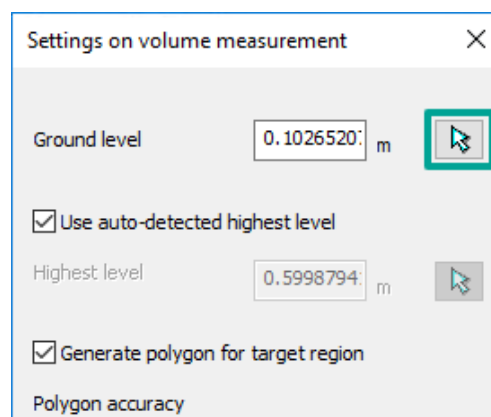 Settings on volume measurement
Ground level 0.10265207 m
Use auto-detected highest level
Highest level 0.5998794 m
Generate polygon for target region
Polygon accuracy